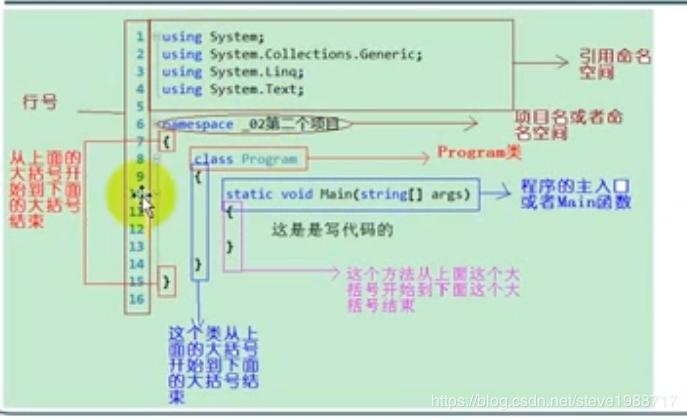 1 using System;
2 using System.Collections.Generic;
3 using System.Linq;
4 using System.Text;
5
6 namespace _02第二个项目
7 {
8 class Program
9 {
10 static void Main(string[] args)
11 {
12 这是是写代码的
13 }
14 }
15 }
16
引用命名
空间
行号
项目名或者命
名空间
Program类
从上面的
大括号开
始到下面
的大括号
结束
程序的主入口
或者Main函数
这个方法从上面这个大
括号开始到下面这个大
括号结束
这个类从上
面的大括号
开始到下面
的大括号结
束
https://blog.csdn.net/steve1988717